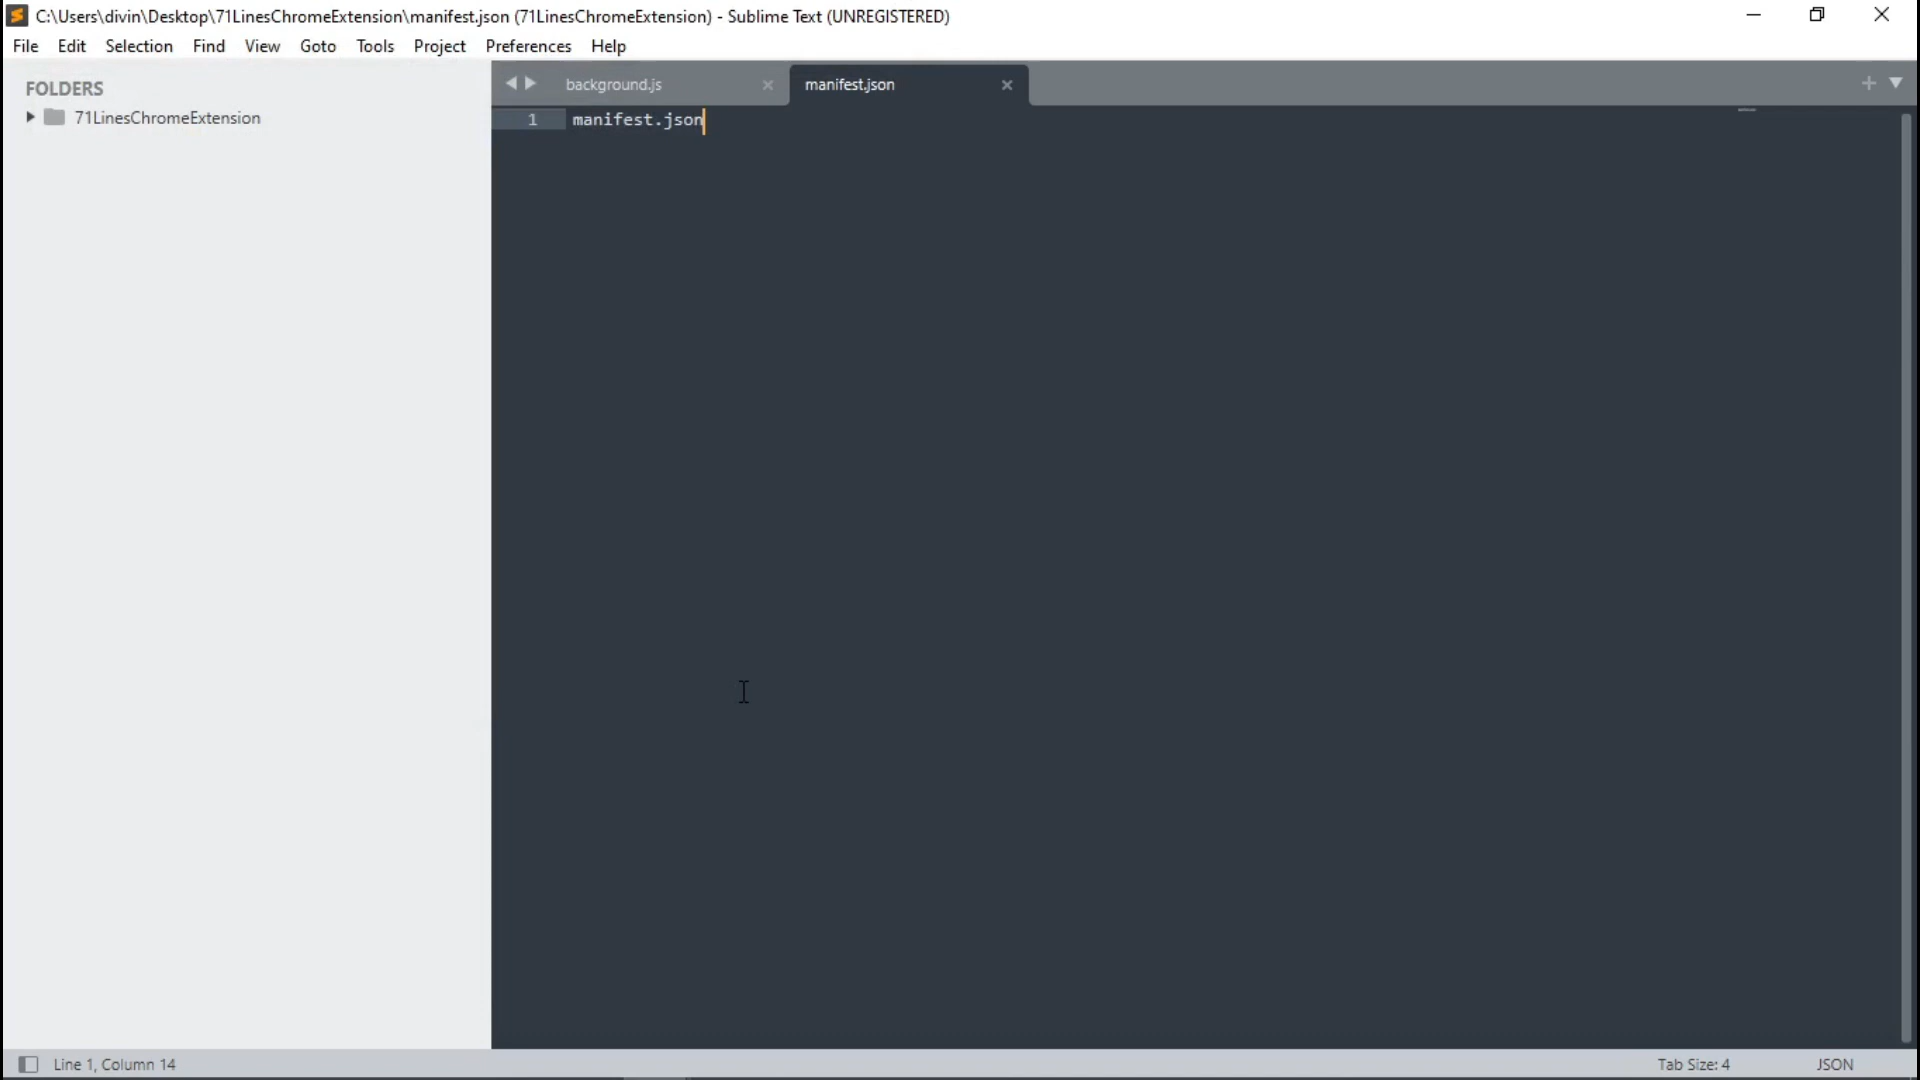 C:\Users\divin\Desktop\71LinesChromeExtension\manifest.json (71LinesChromeExtension) - Sublime Text (UNREGISTERED)
File Edit Selection Find View Goto Tools Project Preferences Help
FOLDERS
71LinesChromeExtension
background.js manifest.json
1 manifest.json
Line 1, Column 14 Tab Size: 4 JSON